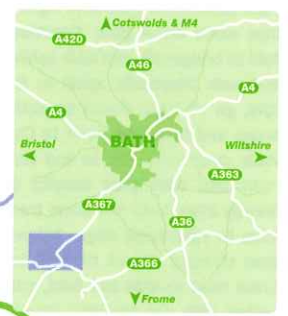 Cotswolds & M4
A420
A46
A4
A4
BATH
Bristol
Wiltshire
A363
A367
A36
A366
Frome